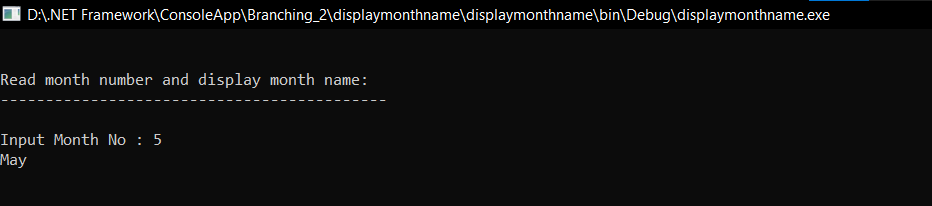 D:\.NET Framework\ConsoleApp\Branching_2\displaymonthname\displaymonthname\bin\Debug\displaymonthname.exe
Read month number and display month name:
-------------------------------------------
Input Month No : 5
May